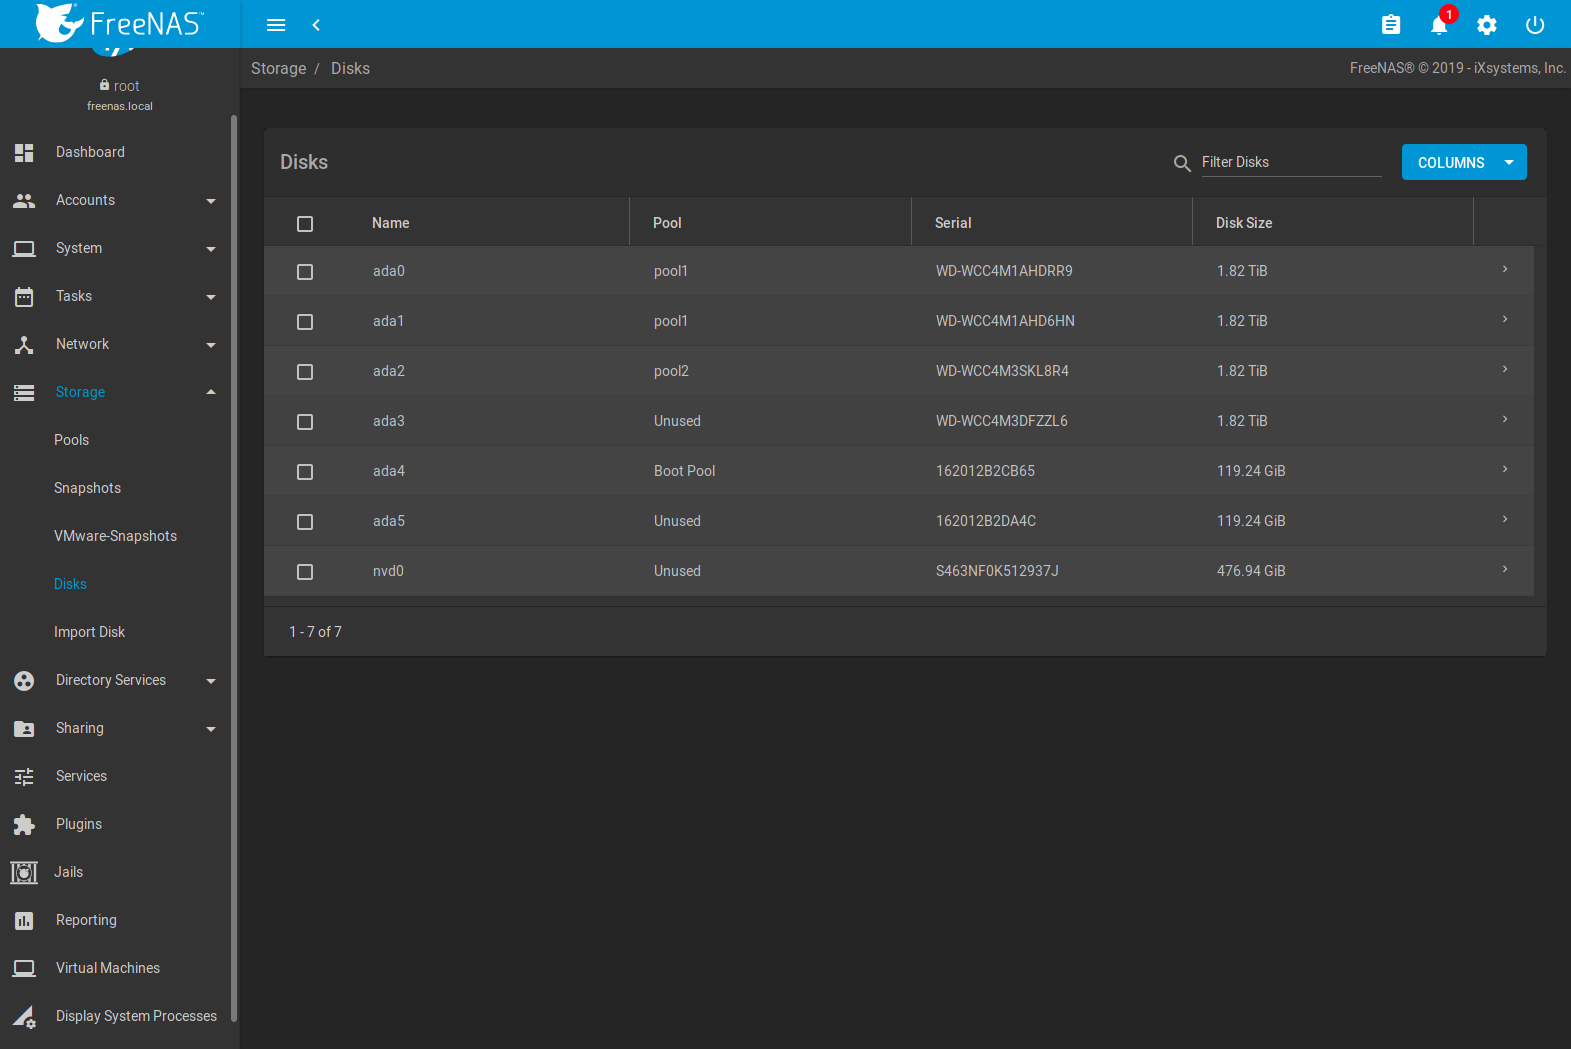 FreeNAS™
1
Storage / Disks
FreeNAS® © 2019 - iXsystems, Inc.
root
freenas.local
Dashboard
Accounts
System
Tasks
Network
Storage
Pools
Snapshots
VMware-Snapshots
Disks
Import Disk
Directory Services
Sharing
Services
Plugins
Jails
Reporting
Virtual Machines
Display System Processes
Disks
Filter Disks
COLUMNS
Name Pool Serial Disk Size
ada0 pool1 WD-WCC4M1AHDRR9 1.82 TiB
ada1 pool1 WD-WCC4M1AHD6HN 1.82 TiB
ada2 pool2 WD-WCC4M3SKL8R4 1.82 TiB
ada3 Unused WD-WCC4M3DFZZL6 1.82 TiB
ada4 Boot Pool 162012B2CB65 119.24 GiB
ada5 Unused 162012B2DA4C 119.24 GiB
nvd0 Unused S463NF0K512937J 476.94 GiB
1 - 7 of 7